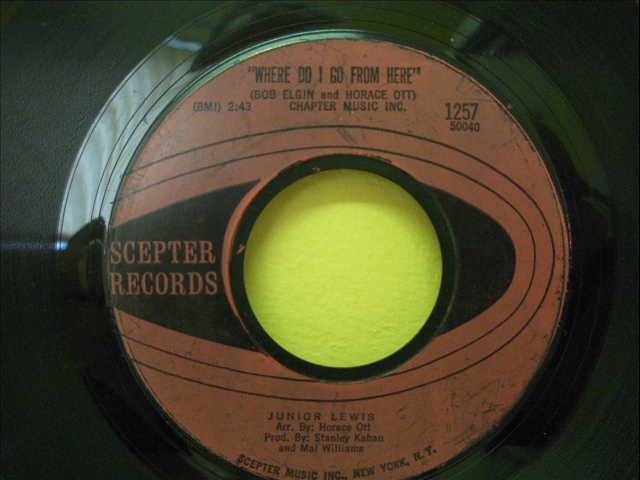 "WHERE DO I GO FROM HERE"
(BOB ELGIN and HORACE OTT)
(BMI) 2:43 CHAPTER MUSIC INC. 1257
50040
SCEPTER
RECORDS
JUNIOR LEWIS
Arr. By: Horace Ott
Prod. By: Stanley Kahan
and Mal Williams
SCEPTER MUSIC INC., NEW YORK, N.Y.